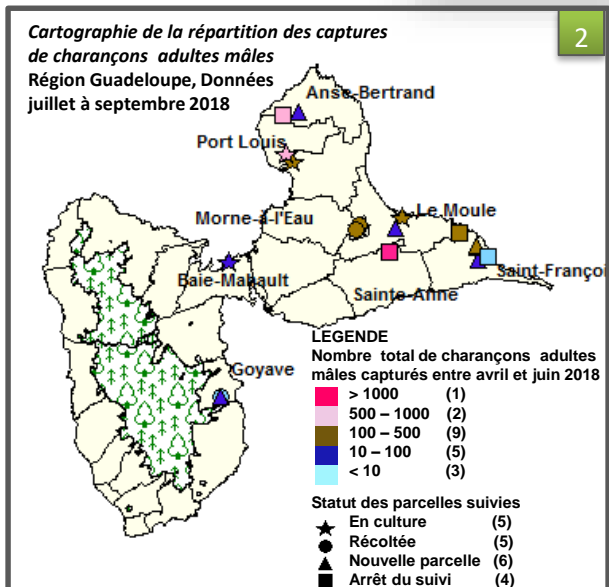 Cartographie de la répartition des captures
de charançons adultes mâles
Région Guadeloupe, Données
juillet à septembre 2018
2
Anse-Bertrand
Port Louis
Morne-à-l'Eau
Le Moule
Baie-Mahault
Saint-Françoi
Sainte-Anne
Goyave
LEGENDE
Nombre total de charançons adultes
mâles capturés entre avril et juin 2018
> 1000 (1)
500 – 1000 (2)
100 – 500 (9)
10 – 100 (5)
< 10 (3)
Statut des parcelles suivies
En culture (5)
Récoltée (5)
Nouvelle parcelle (6)
Arrêt du suivi (4)